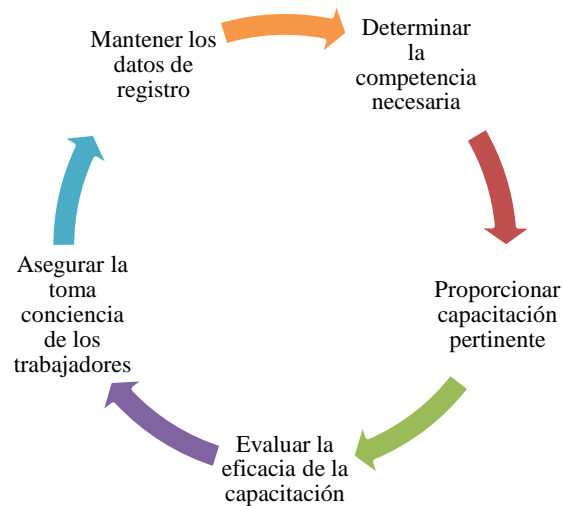 Mantener los
datos de
registro
Determinar
la
competencia
necesaria
Proporcionar
capacitación
pertinente
Evaluar la
eficacia de la
capacitación
Asegurar la
toma
conciencia
de los
trabajadores